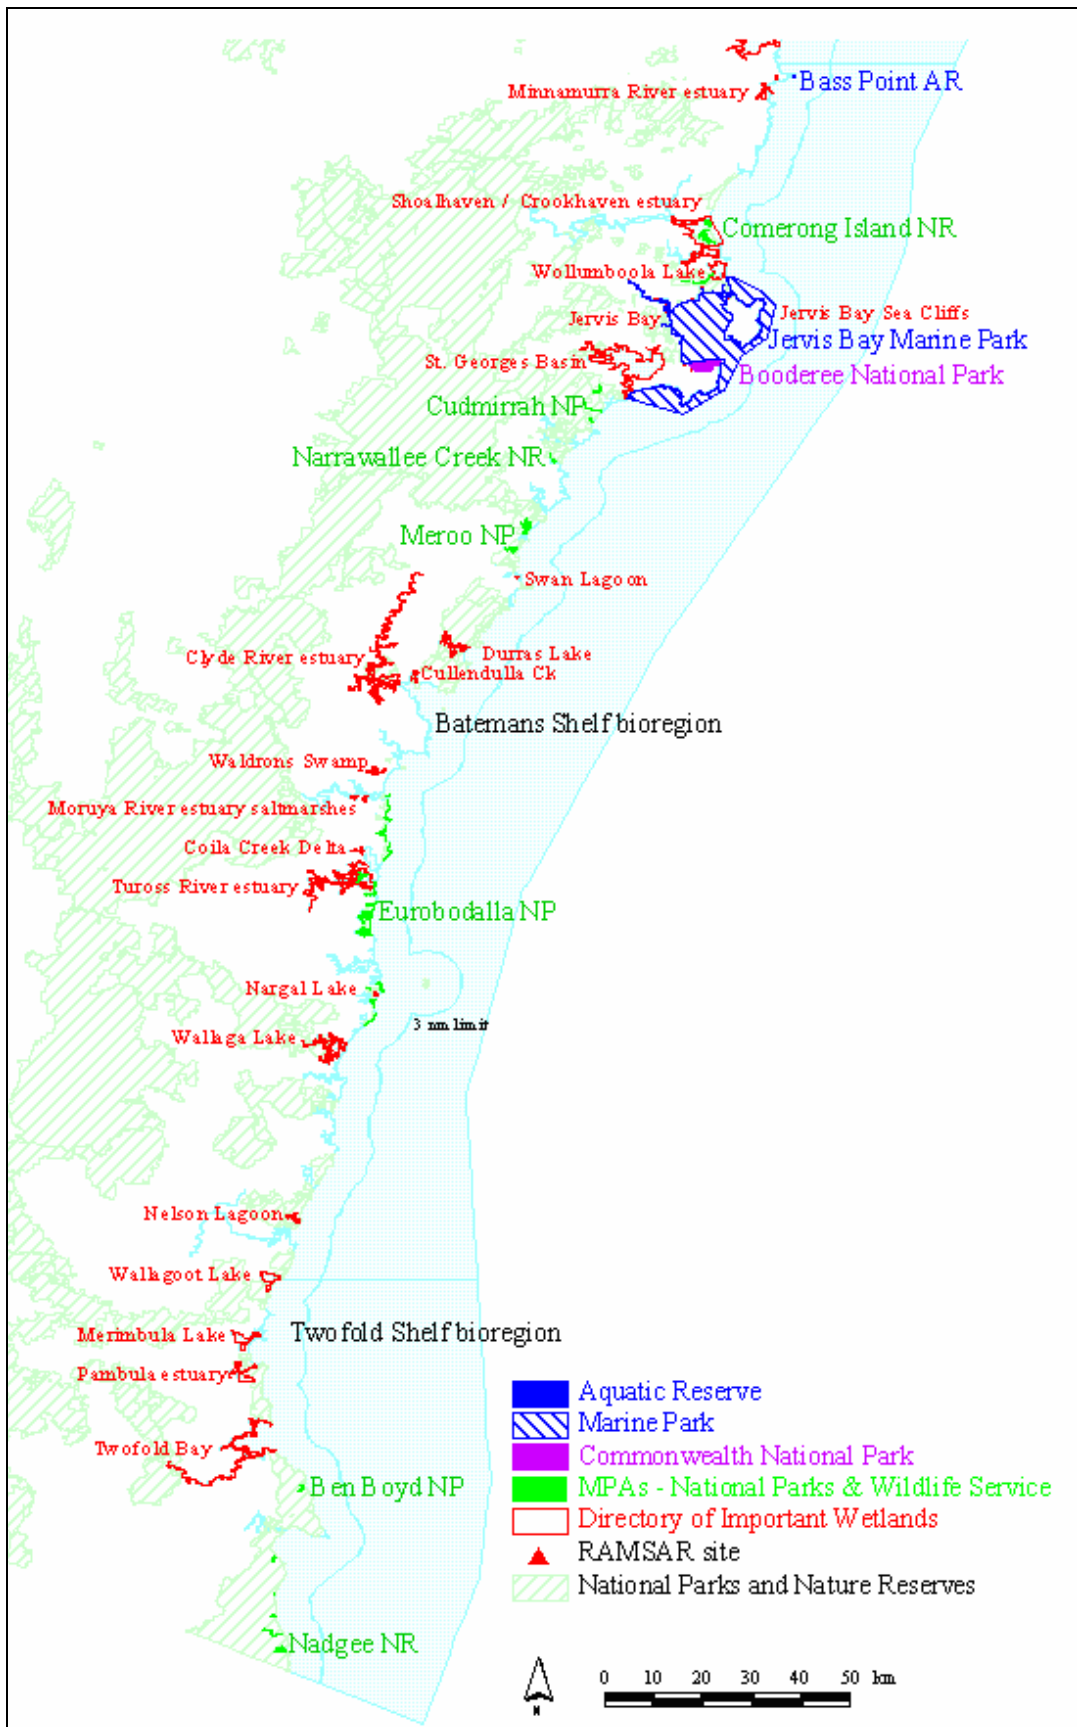 Bass Point AR
Minnamurra River estuary
Shoalhaven / Crookhaven estuary
Comerong Island NR
Wollumboola Lake
Jervis Bay Sea Cliffs
Jervis Bay
Jervis Bay Marine Park
St. Georges Basin
Booderee National Park
Cudmirrah NP
Narrawallee Creek NR
Meroo NP
Swan Lagoon
Clyde River estuary
Durras Lake
Cullendulla Ck
Batemans Shelf bioregion
Waldrons Swamp
Moruya River estuary saltmarshes
Coila Creek Delta
Tuross River estuary
Eurobodalla NP
Nargal Lake
3 nm limit
Wallaga Lake
Nelson Lagoon
Wallagoot Lake
Merimbula Lake
Twofold Shelf bioregion
Pambula estuary
Twofold Bay
Ben Boyd NP
Nadgee NR
Aquatic Reserve
Marine Park
Commonwealth National Park
MPAs - National Parks & Wildlife Service
Directory of Important Wetlands
RAMSAR site
National Parks and Nature Reserves
N
0 10 20 30 40 50 km